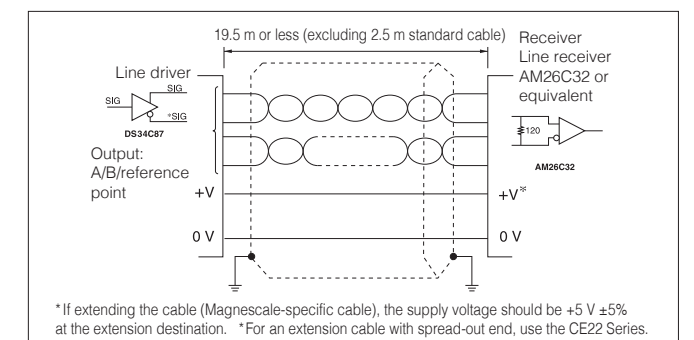 19.5 m or less (excluding 2.5 m standard cable)
Receiver
Line receiver
AM26C32 or
equivalent
Line driver
SIG
SIG
*SIG
DS34C87
120
AM26C32
Output:
A/B/reference
point
+V
+V*
0 V
0 V
*If extending the cable (Magnescale-specific cable), the supply voltage should be +5 V ±5%
at the extension destination. *For an extension cable with spread-out end, use the CE22 Series.